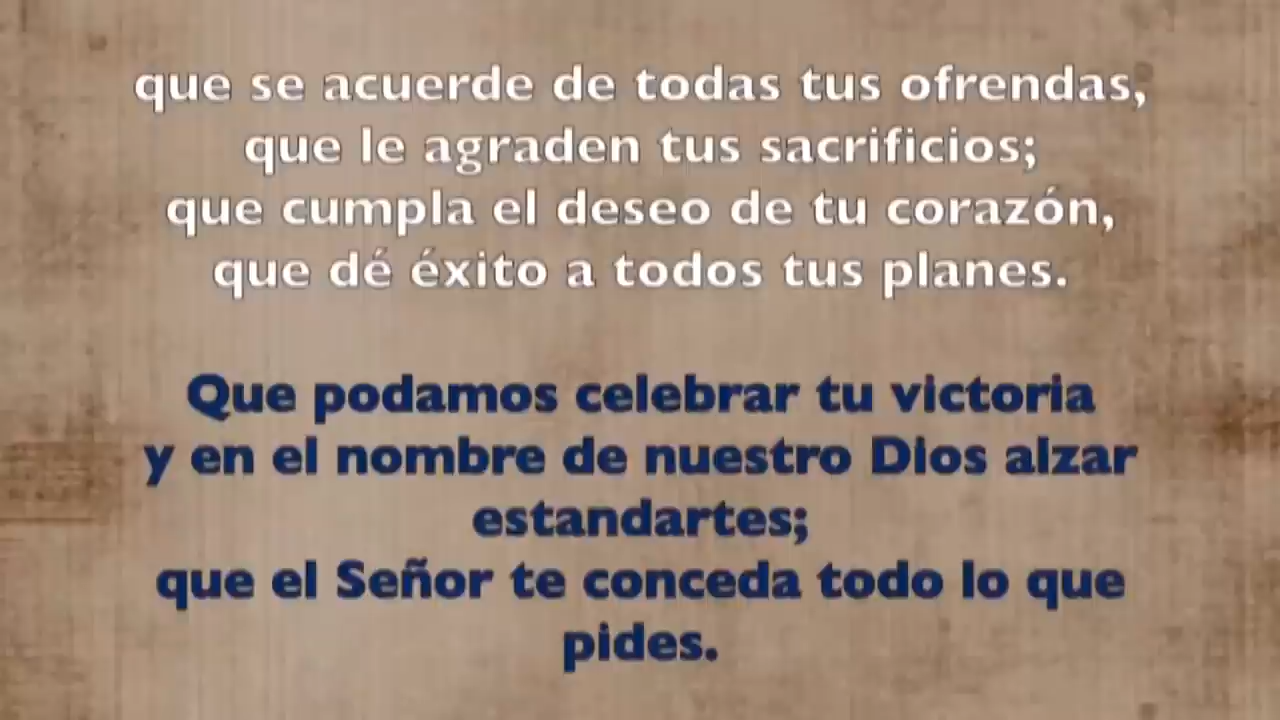 que se acuerde de todas tus ofrendas,
que le agraden tus sacrificios;
que cumpla el deseo de tu corazón,
que dé éxito a todos tus planes.
Que podamos celebrar tu victoria
y en el nombre de nuestro Dios alzar
estandartes;
que el Señor te conceda todo lo que
pides.